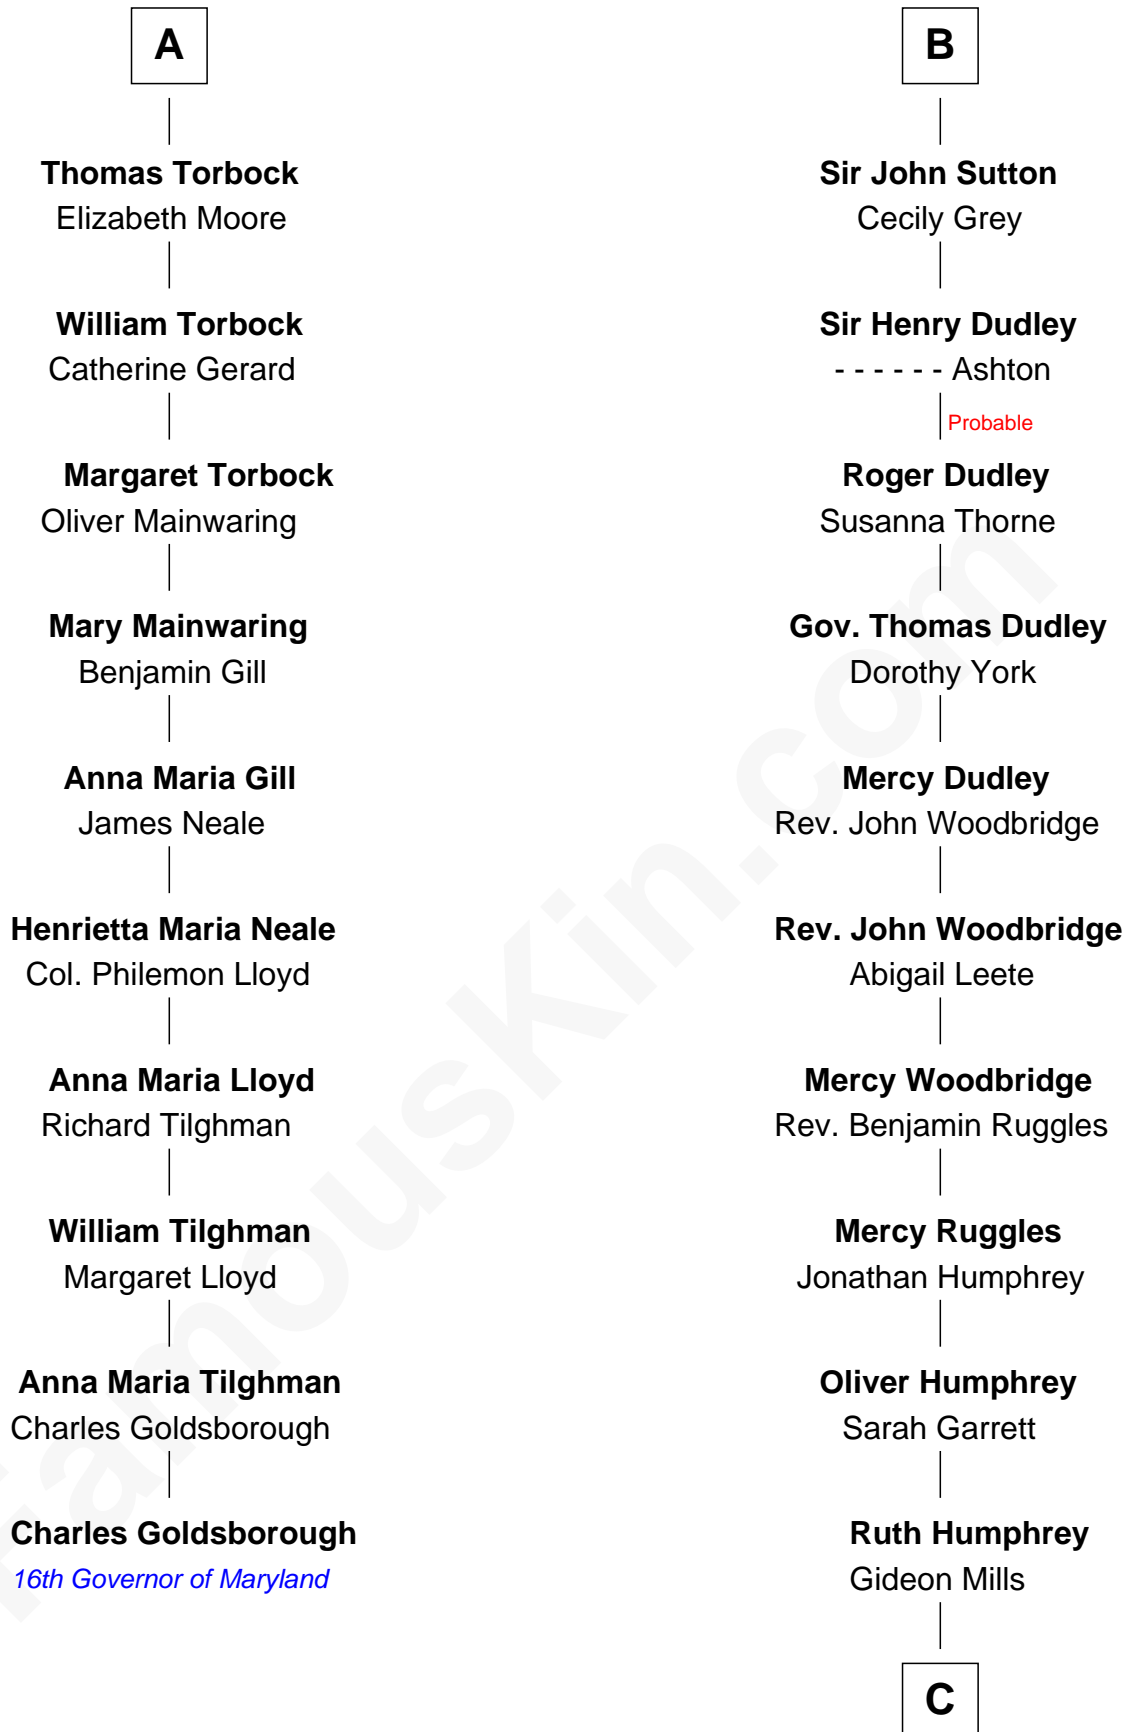 A
Thomas Torbock
Elizabeth Moore
William Torbock
Catherine Gerard
Margaret Torbock
Oliver Mainwaring
Mary Mainwaring
Benjamin Gill
Anna Maria Gill
James Neale
Henrietta Maria Neale
Col. Philemon Lloyd
Anna Maria Lloyd
Richard Tilghman
William Tilghman
Margaret Lloyd
Anna Maria Tilghman
Charles Goldsborough
Charles Goldsborough
16th Governor of Maryland
B
Sir John Sutton
Cecily Grey
Sir Henry Dudley
- - - - - - Ashton
Probable
Roger Dudley
Susanna Thorne
Gov. Thomas Dudley
Dorothy York
Mercy Dudley
Rev. John Woodbridge
Rev. John Woodbridge
Abigail Leete
Mercy Woodbridge
Rev. Benjamin Ruggles
Mercy Ruggles
Jonathan Humphrey
Oliver Humphrey
Sarah Garrett
Ruth Humphrey
Gideon Mills
C
FamousKin.com